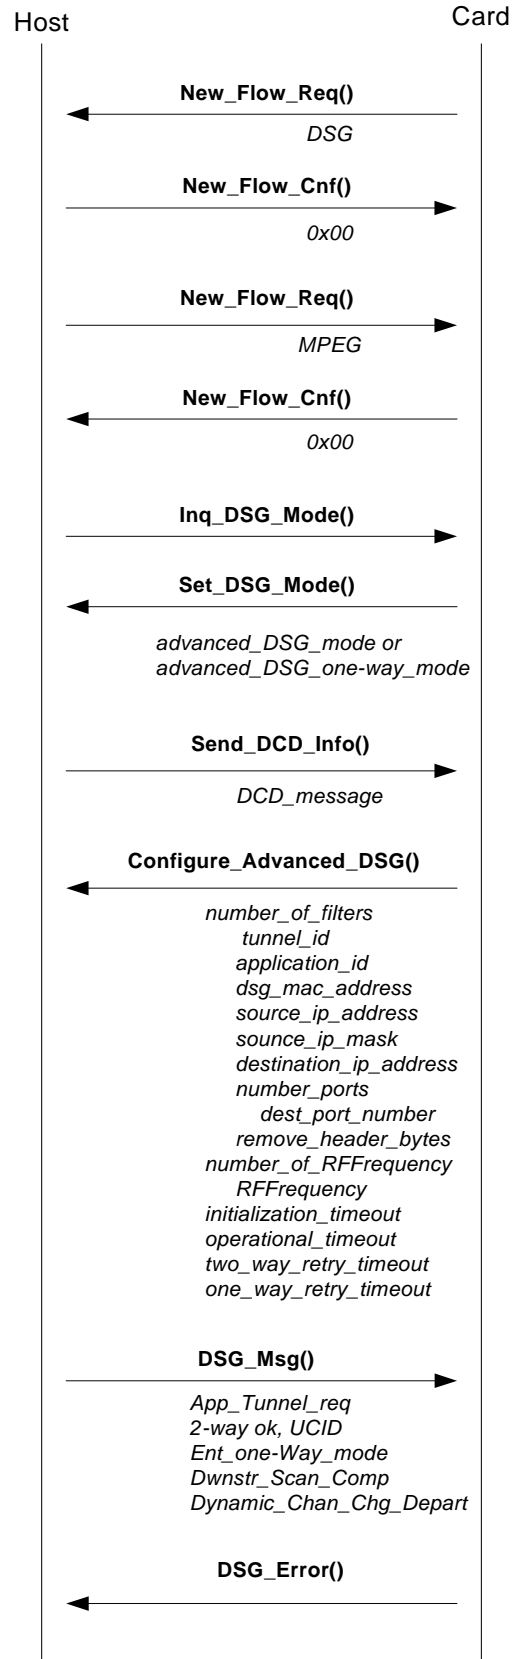 Host
Card
New_Flow_Req()
DSG
New_Flow_Cnf()
0x00
New_Flow_Req()
MPEG
New_Flow_Cnf()
0x00
Inq_DSG_Mode()
Set_DSG_Mode()
advanced_DSG_mode or
advanced_DSG_one-way_mode
Send_DCD_Info()
DCD_message
Configure_Advanced_DSG()
number_of_filters
tunnel_id
application_id
dsg_mac_address
source_ip_address
sounce_ip_mask
destination_ip_address
number_ports
dest_port_number
remove_header_bytes
number_of_RFFrequency
RFFrequency
initialization_timeout
operational_timeout
two_way_retry_timeout
one_way_retry_timeout
DSG_Msg()
App_Tunnel_req
2-way ok, UCID
Ent_one-Way_mode
Dwnstr_Scan_Comp
Dynamic_Chan_Chg_Depart
DSG_Error()